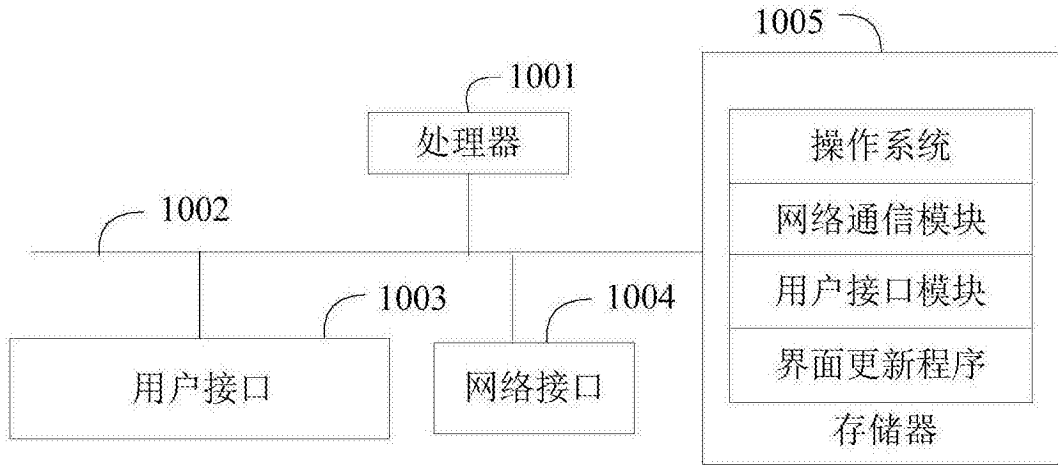 1005
1001
处理器
操作系统
网络通信模块
用户接口模块
界面更新程序
存储器
1002
1003
用户接口
1004
网络接口